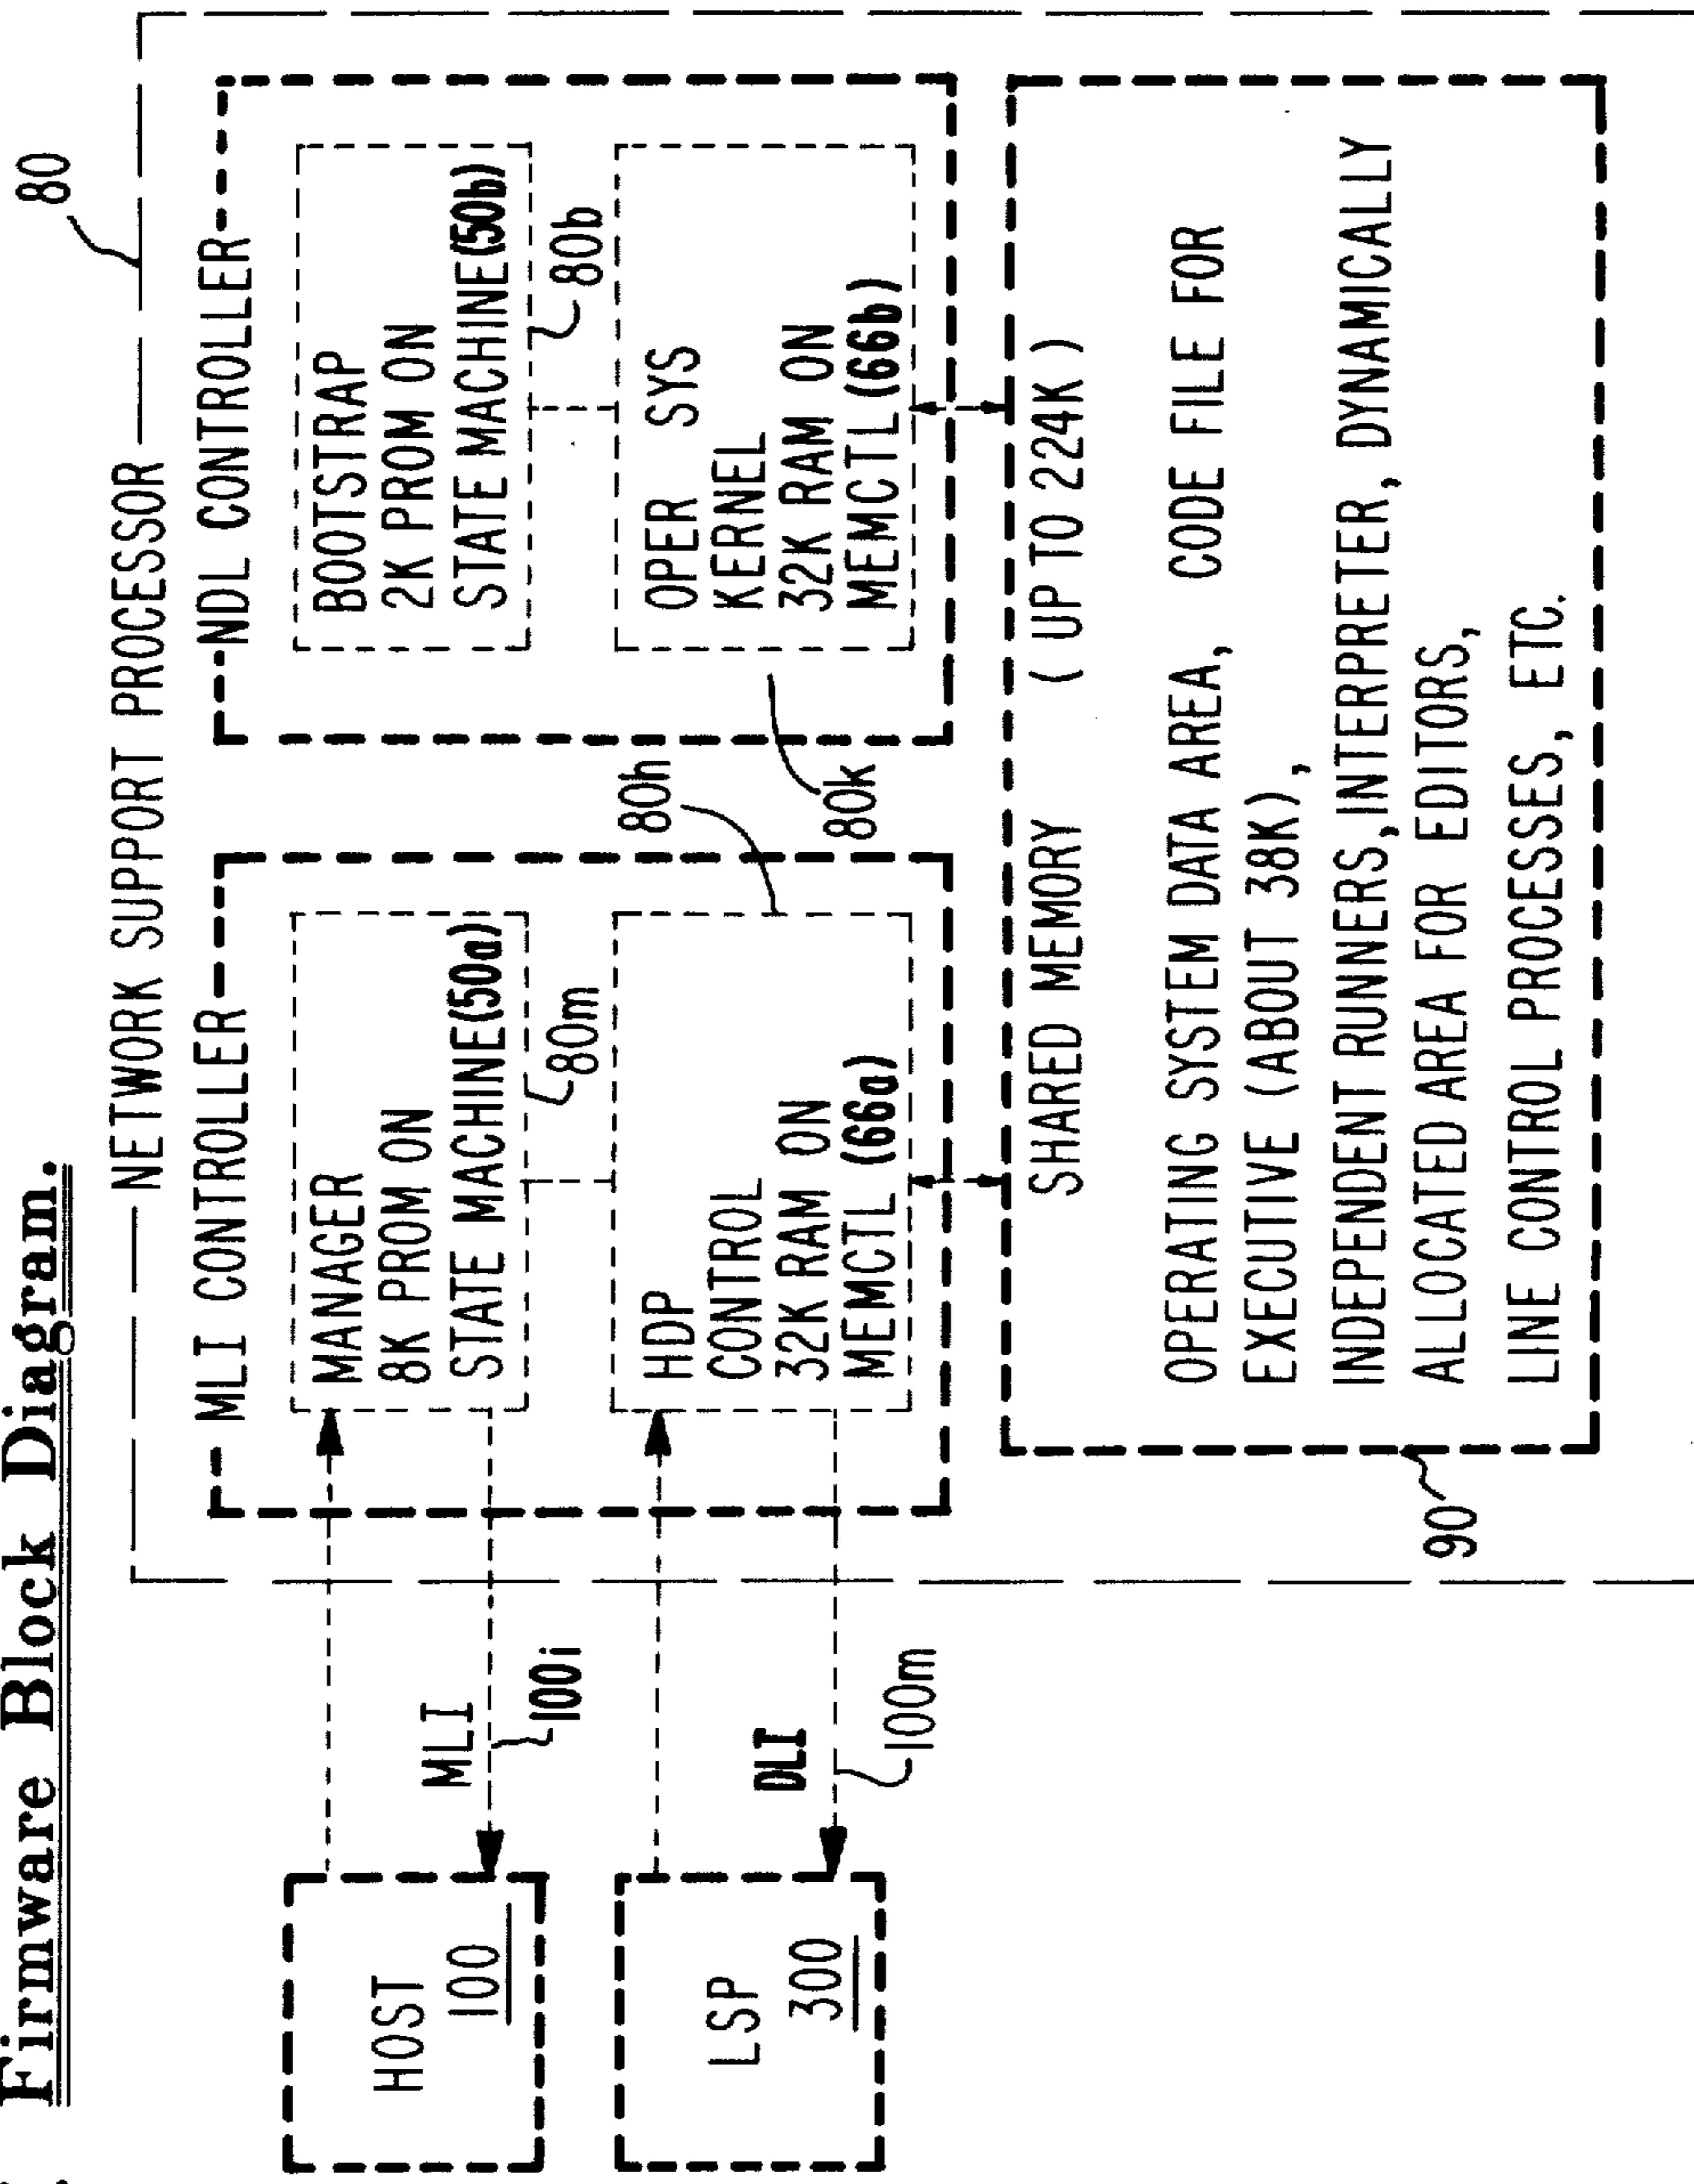 Firmware Block Diagram.
NETWORK SUPPORT PROCESSOR
80
MLI CONTROLLER
MANAGER
8K PROM ON
STATE MACHINE(50a)
80m
HDP
CONTROL
32K RAM ON
MEMCTL (66a)
80h
NDL CONTROLLER
BOOTSTRAP
2K PROM ON
STATE MACHINE(50b)
80b
OPER SYS
KERNEL
32K RAM ON
MEMCTL (66b)
80k
HOST
100
MLI
100i
LSP
300
DLI
100m
SHARED MEMORY ( UP TO 224K )
OPERATING SYSTEM DATA AREA, CODE FILE FOR
EXECUTIVE (ABOUT 38K),
INDEPENDENT RUNNERS, INTERPRETER, DYNAMICALLY
ALLOCATED AREA FOR EDITORS,
LINE CONTROL PROCESSES, ETC.
90